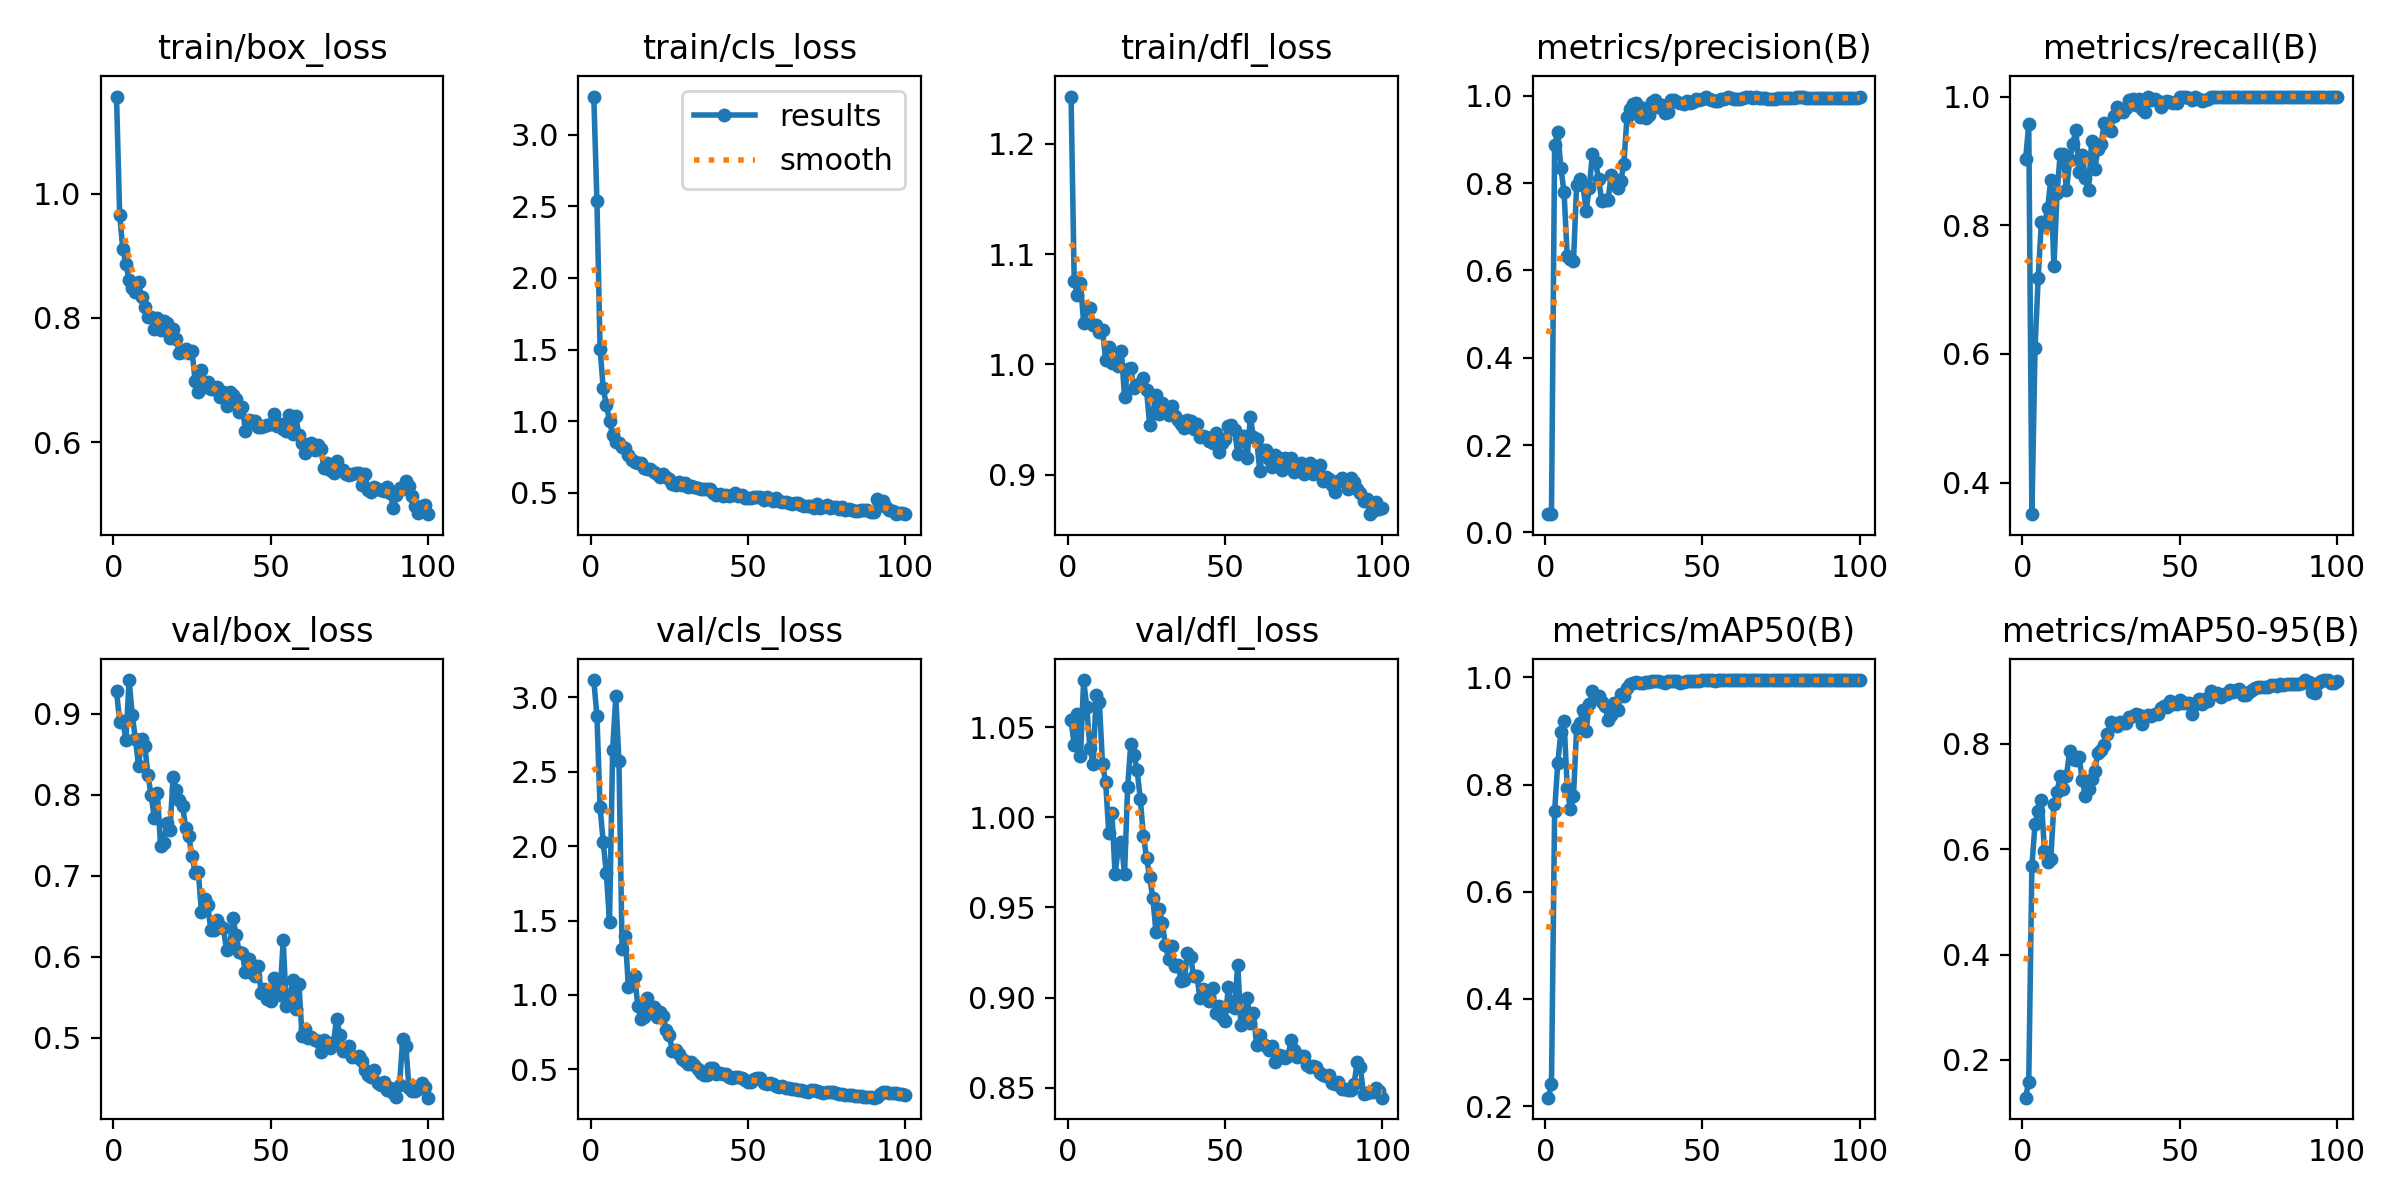 train/box_loss
train/cls_loss
train/dfl_loss
metrics/precision(B)
metrics/recall(B)
1.0
0.8
0.6
0 50 100
results
smooth
3.0
2.5
2.0
1.5
1.0
0.5
0 50 100
1.2
1.1
1.0
0.9
0 50 100
1.0
0.8
0.6
0.4
0.2
0.0
0 50 100
1.0
0.8
0.6
0.4
0 50 100
val/box_loss
val/cls_loss
val/dfl_loss
metrics/mAP50(B)
metrics/mAP50-95(B)
0.9
0.8
0.7
0.6
0.5
0 50 100
3.0
2.5
2.0
1.5
1.0
0.5
0 50 100
1.05
1.00
0.95
0.90
0.85
0 50 100
1.0
0.8
0.6
0.4
0.2
0 50 100
0.8
0.6
0.4
0.2
0 50 100